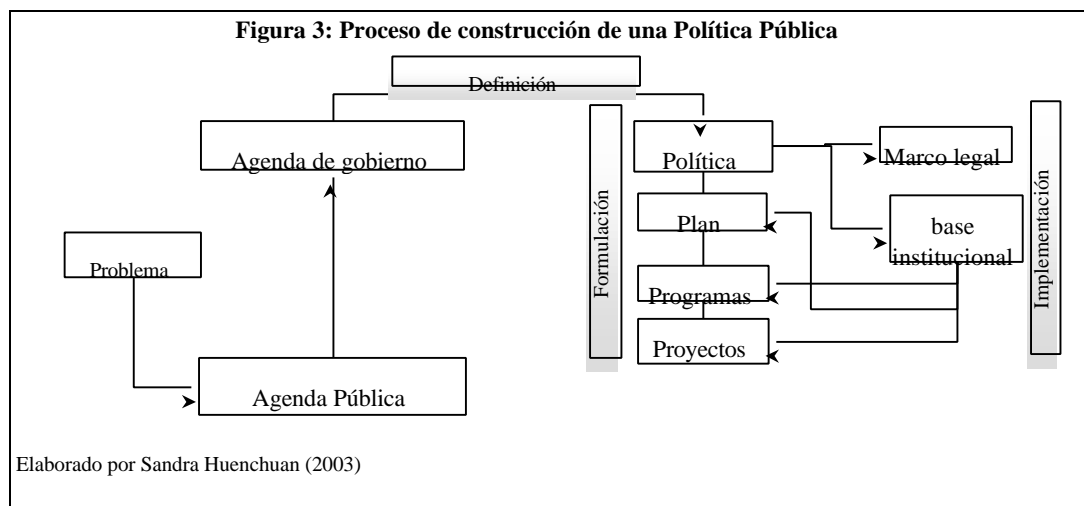 Figura 3: Proceso de construcción de una Política Pública
Definición
Agenda de gobierno
Problema
Agenda Pública
Formulación
Política
Plan
Programas
Proyectos
Marco legal
base
institucional
Implementación
Elaborado por Sandra Huenchuan (2003)